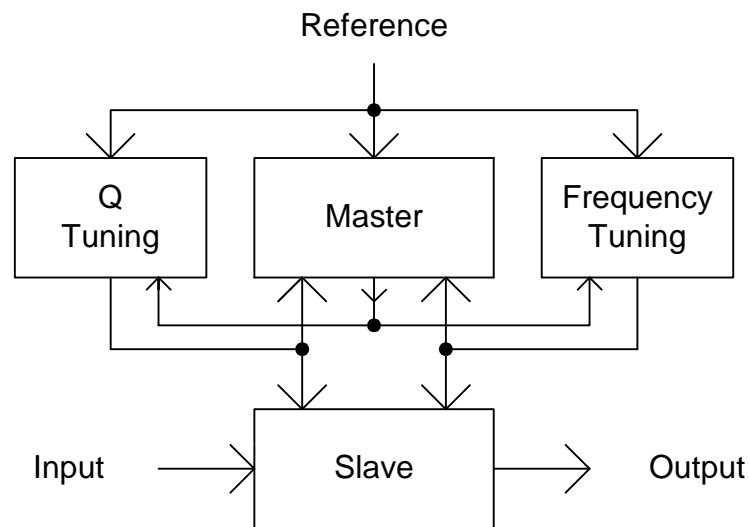 Reference
Q
Tuning
Master
Frequency
Tuning
Input
Slave
Output